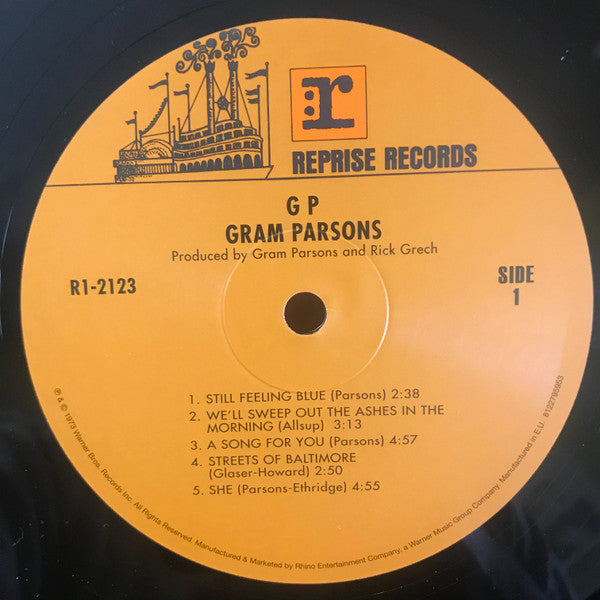 r
REPRISE RECORDS
G P
GRAM PARSONS
Produced by Gram Parsons and Rick Grech
R1-2123
SIDE
1
1. STILL FEELING BLUE (Parsons) 2:38
2. WE'LL SWEEP OUT THE ASHES IN THE
MORNING (Allsup) 3:13
3. A SONG FOR YOU (Parsons) 4:57
4. STREETS OF BALTIMORE
(Glaser-Howard) 2:50
5. SHE (Parsons-Ethridge) 4:55
℗ & © 1973 Warner Bros. Records Inc. All Rights Reserved. Manufactured & Marketed by Rhino Entertainment Company, a Warner Music Group Company. Manufactured in E.U. 8122795953